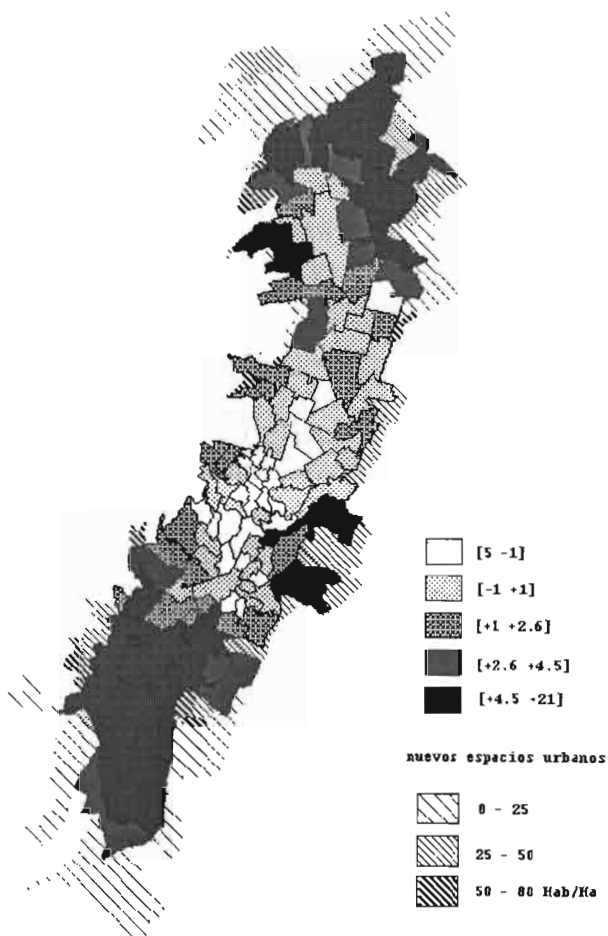 [5 -1]
[-1 +1]
[+1 +2.6]
[+2.6 +4.5]
[+4.5 +21]
nuevos espacios urbanos
0 - 25
25 - 50
50 - 80 Hab/Ha